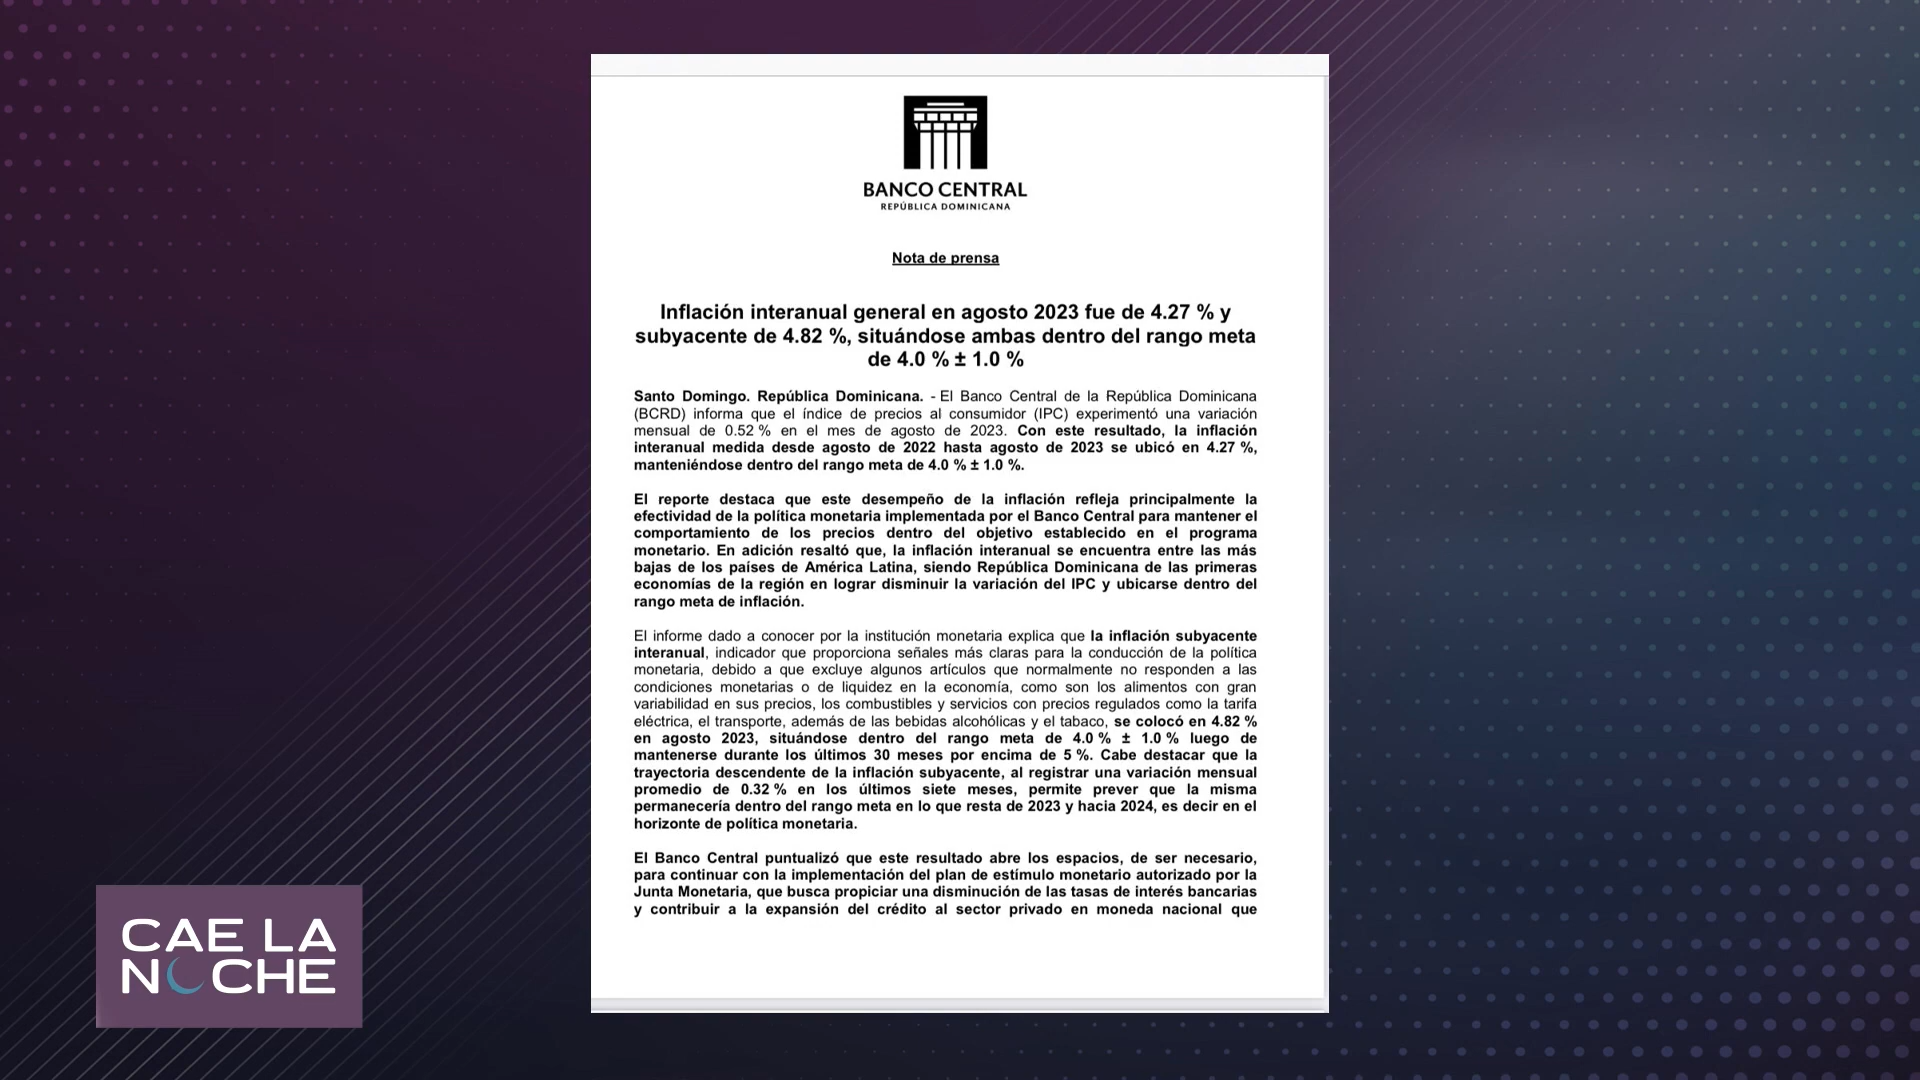 BANCO CENTRAL
REPÚBLICA DOMINICANA
Nota de prensa
Inflación interanual general en agosto 2023 fue de 4.27 % y
subyacente de 4.82 %, situándose ambas dentro del rango meta
de 4.0 % ± 1.0 %
Santo Domingo. República Dominicana. - El Banco Central de la República Dominicana
(BCRD) informa que el índice de precios al consumidor (IPC) experimentó una variación
mensual de 0.52 % en el mes de agosto de 2023. Con este resultado, la inflación
interanual medida desde agosto de 2022 hasta agosto de 2023 se ubicó en 4.27 %,
manteniéndose dentro del rango meta de 4.0 % ± 1.0 %.
El reporte destaca que este desempeño de la inflación refleja principalmente la
efectividad de la política monetaria implementada por el Banco Central para mantener el
comportamiento de los precios dentro del objetivo establecido en el programa
monetario. En adición resaltó que, la inflación interanual se encuentra entre las más
bajas de los países de América Latina, siendo República Dominicana de las primeras
economías de la región en lograr disminuir la variación del IPC y ubicarse dentro del
rango meta de inflación.
El informe dado a conocer por la institución monetaria explica que la inflación subyacente
interanual, indicador que proporciona señales más claras para la conducción de la política
monetaria, debido a que excluye algunos artículos que normalmente no responden a las
condiciones monetarias o de liquidez en la economía, como son los alimentos con gran
variabilidad en sus precios, los combustibles y servicios con precios regulados como la tarifa
eléctrica, el transporte, además de las bebidas alcohólicas y el tabaco, se colocó en 4.82 %
en agosto 2023, situándose dentro del rango meta de 4.0 % ± 1.0 % luego de
mantenerse durante los últimos 30 meses por encima de 5 %. Cabe destacar que la
trayectoria descendente de la inflación subyacente, al registrar una variación mensual
promedio de 0.32 % en los últimos siete meses, permite prever que la misma
permanecería dentro del rango meta en lo que resta de 2023 y hacia 2024, es decir en el
horizonte de política monetaria.
El Banco Central puntualizó que este resultado abre los espacios, de ser necesario,
para continuar con la implementación del plan de estímulo monetario autorizado por la
Junta Monetaria, que busca propiciar una disminución de las tasas de interés bancarias
y contribuir a la expansión del crédito al sector privado en moneda nacional que
CAE LA
NOCHE